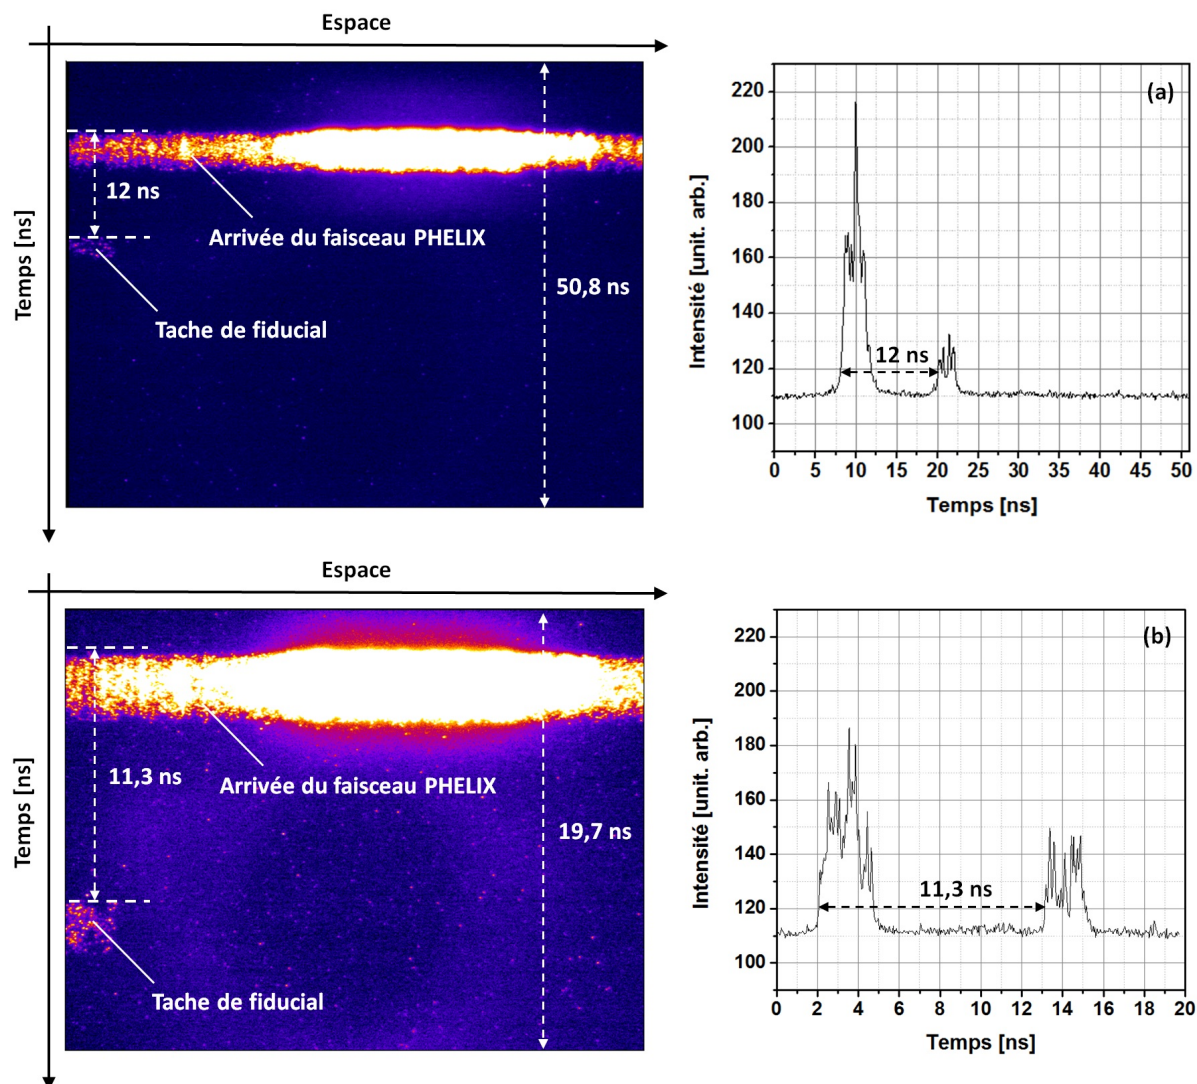 Espace
Temps [ns]
12 ns
Arrivée du faisceau PHELIX
50,8 ns
Tache de fiducial
(a)
Intensité [unit. arb.]
220
200
180
160
140
120
100
12 ns
0 5 10 15 20 25 30 35 40 45 50
Temps [ns]
Espace
Temps [ns]
11,3 ns
Arrivée du faisceau PHELIX
19,7 ns
Tache de fiducial
(b)
Intensité [unit. arb.]
220
200
180
160
140
120
100
11,3 ns
0 2 4 6 8 10 12 14 16 18 20
Temps [ns]